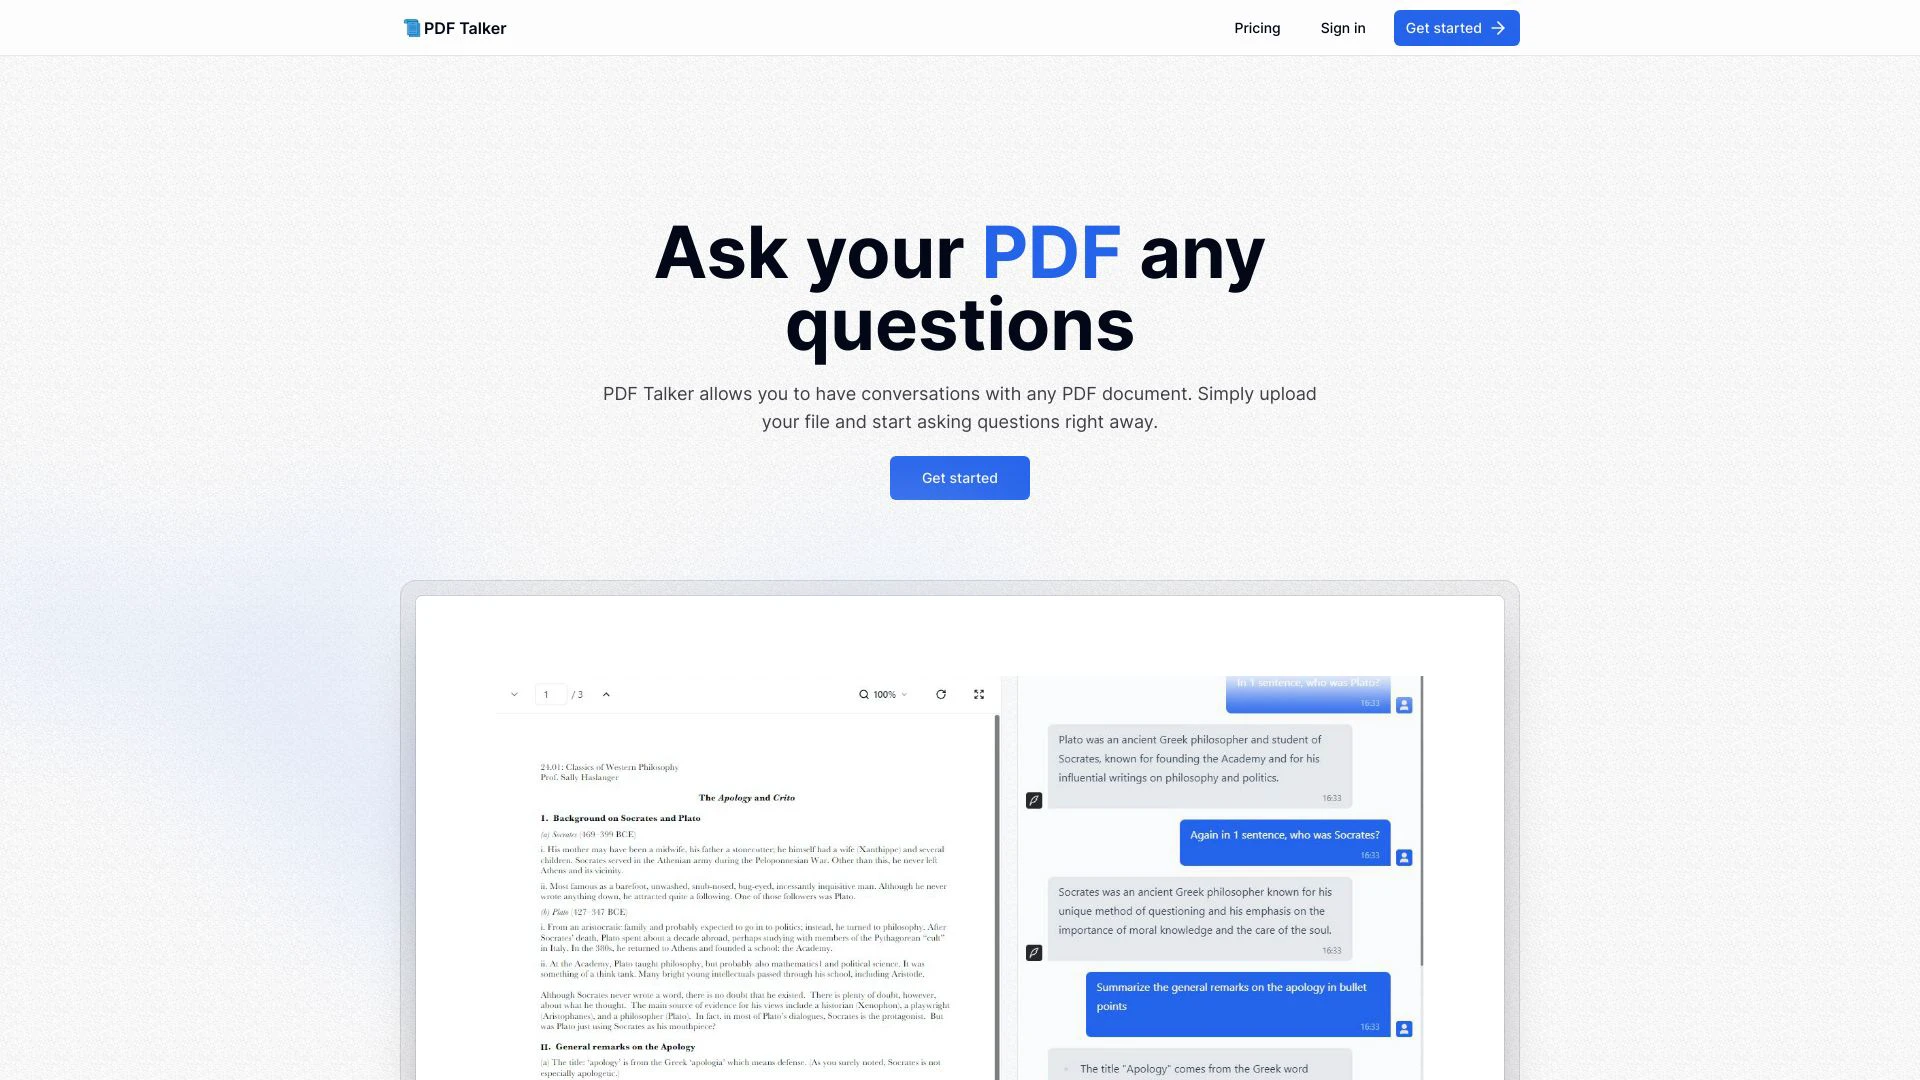 PDF Talker
Pricing
Sign in
Get started
Ask your PDF any
questions
PDF Talker allows you to have conversations with any PDF document. Simply upload
your file and start asking questions right away.
Get started
1 / 3
100%
24.01: Classics of Western Philosophy
Prof. Sally Haslanger
The Apology and Crito
I. Background on Socrates and Plato
(a) Socrates (469–399 BCE)
i. His mother may have been a midwife, his father a stonecutter; he himself had a wife (Xanthippe) and several
children. Socrates served in the Athenian army during the Peloponnesian War. Other than this, he never left
Athens and its vicinity.
ii. Most famous as a barefoot, unwashed, snub-nosed, bug-eyed, incessantly inquisitive man. Although he never
wrote anything down, he attracted quite a following. One of those followers was Plato.
(b) Plato (427–347 BCE)
i. From an aristocratic family and probably expected to go in to politics; instead, he turned to philosophy. After
Socrates' death, Plato spent about a decade abroad, perhaps studying with members of the Pythagorean “cult”
in Italy. In the 380s, he returned to Athens and founded a school: the Academy.
ii. At the Academy, Plato taught philosophy, but probably also mathematics1 and political science. It was
something of a think tank. Many bright young intellectuals passed through his school, including Aristotle.
Although Socrates never wrote a word, there is no doubt that he existed. There is plenty of doubt, however,
about what he thought. The main source of evidence for his views include a historian (Xenophon), a playwright
(Aristophanes), and a philosopher (Plato). In fact, in most of Plato's dialogues, Socrates is the protagonist. But
was Plato just using Socrates as his mouthpiece?
II. General remarks on the Apology
(a) The title: 'apology' is from the Greek 'apologia' which means defense. (As you surely noted, Socrates is not
especially apologetic.)
In 1 sentence, who was Plato?
16:33
Plato was an ancient Greek philosopher and student of
Socrates, known for founding the Academy and for his
influential writings on philosophy and politics.
16:33
Again in 1 sentence, who was Socrates?
16:33
Socrates was an ancient Greek philosopher known for his
unique method of questioning and his emphasis on the
importance of moral knowledge and the care of the soul.
16:33
Summarize the general remarks on the apology in bullet
points
16:33
The title "Apology" comes from the Greek word